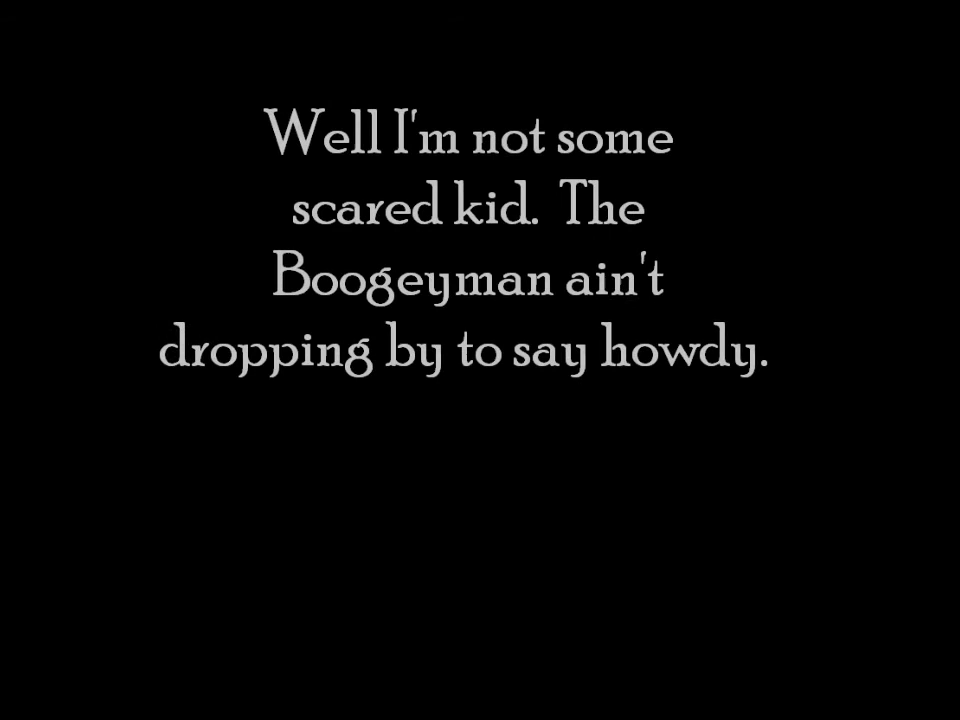 Well I'm not some
scared kid.  The
Boogeyman ain't
dropping by to say howdy.